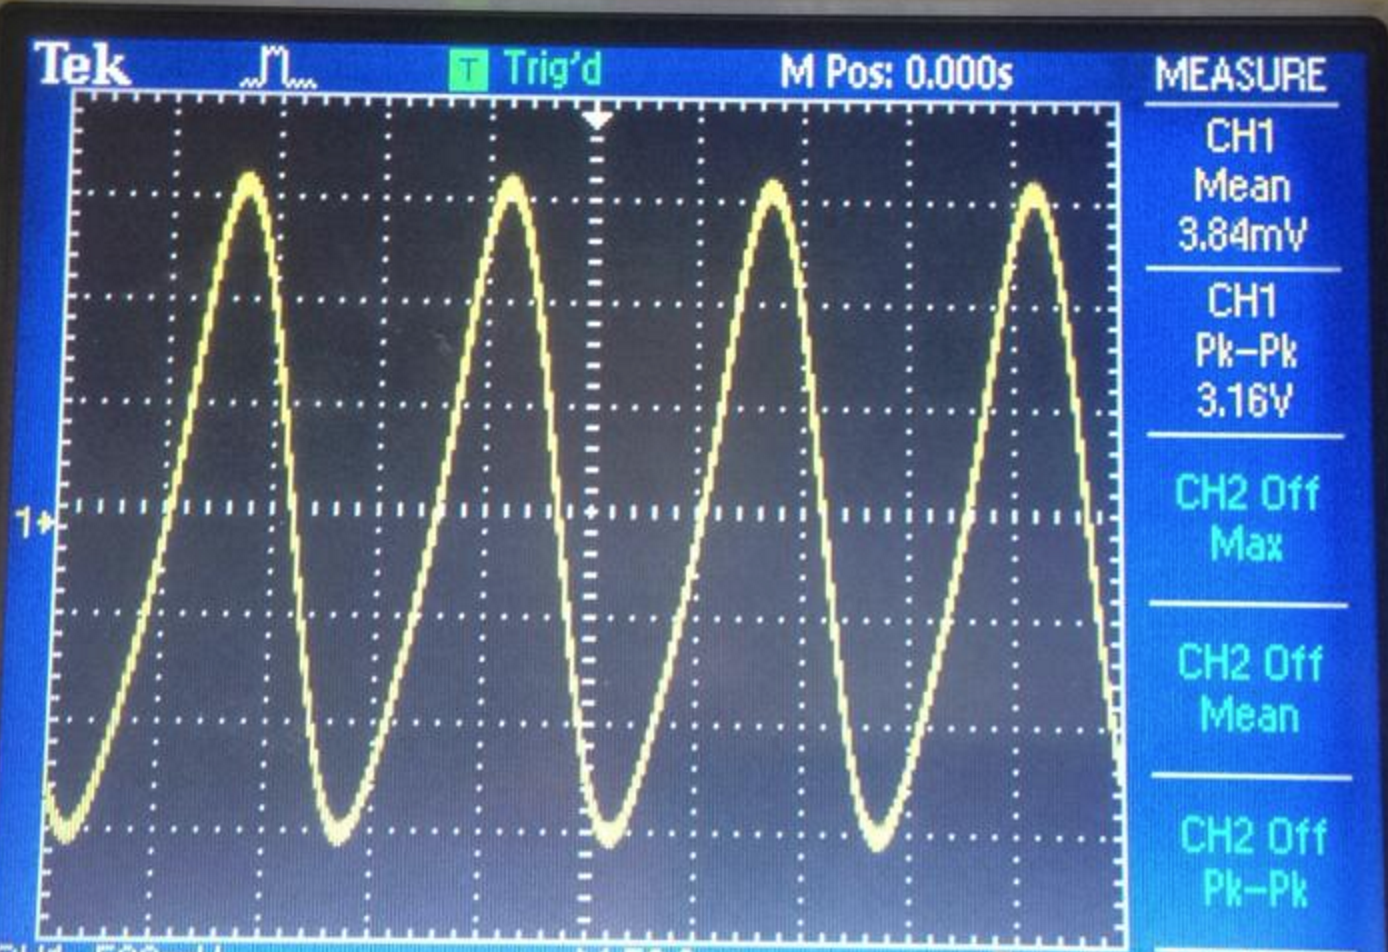 Tek
T Trig'd
M Pos: 0.000s
MEASURE
CH1
Mean
3.84mV
CH1
Pk-Pk
3.16V
1
CH2 Off
Max
CH2 Off
Mean
CH2 Off
Pk-Pk